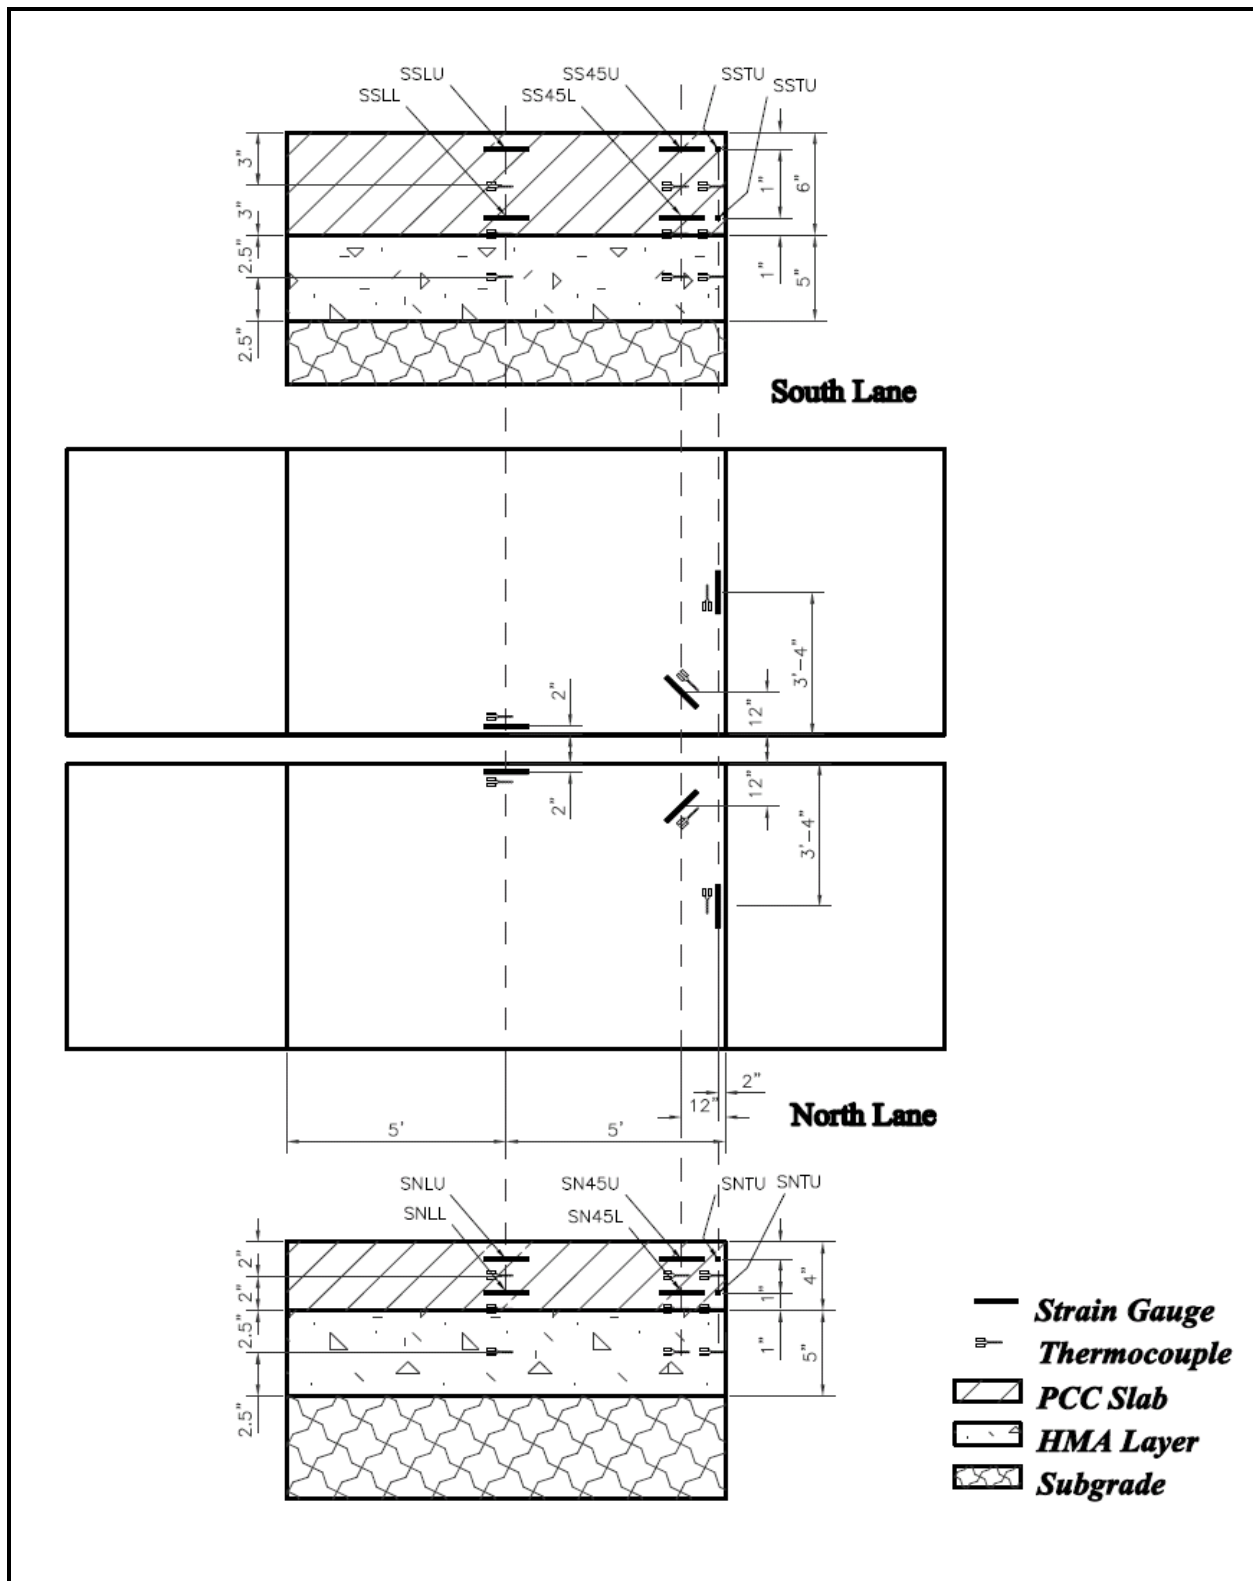 SSLU
SS45U
SSTU
SSTU
SSLL
SS45L
3"
3"
2.5"
2.5"
1"
6"
1"
5"
South Lane
3'-4"
2"
12"
2"
12"
3'-4"
2"
12"
North Lane
5'
5'
SNLU
SN45U
SNTU
SNTU
SNLL
SN45L
2"
2"
2.5"
2.5"
1"
4"
1"
5"
Strain Gauge
Thermocouple
PCC Slab
HMA Layer
Subgrade